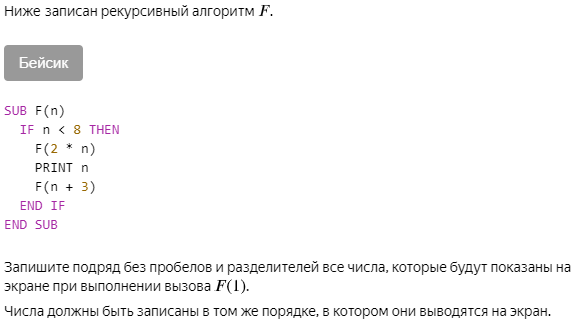 Ниже записан рекурсивный алгоритм F.
Бейсик
SUB F(n)
  IF n < 8 THEN
    F(2 * n)
    PRINT n
    F(n + 3)
  END IF
END SUB
Запишите подряд без пробелов и разделителей все числа, которые будут показаны на
экране при выполнении вызова F(1).
Числа должны быть записаны в том же порядке, в котором они выводятся на экран.